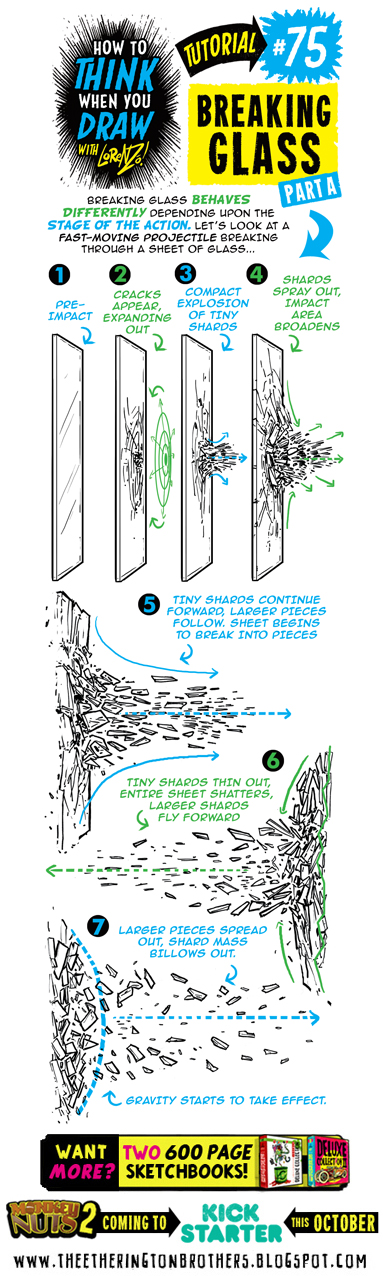 HOW TO
THINK
WHEN YOU
DRAW
WITH LORENZO!
TUTORIAL
#75
BREAKING
GLASS
PART A
BREAKING GLASS BEHAVES
DIFFERENTLY DEPENDING UPON THE
STAGE OF THE ACTION. LET'S LOOK AT A
FAST-MOVING PROJECTILE BREAKING
THROUGH A SHEET OF GLASS...
1
PRE-
IMPACT
2
CRACKS
APPEAR,
EXPANDING
OUT
3
COMPACT
EXPLOSION
OF TINY
SHARDS
4
SHARDS
SPRAY OUT,
IMPACT
AREA
BROADENS
5
TINY SHARDS CONTINUE
FORWARD, LARGER PIECES
FOLLOW. SHEET BEGINS
TO BREAK INTO PIECES
6
TINY SHARDS THIN OUT,
ENTIRE SHEET SHATTERS,
LARGER SHARDS
FLY FORWARD
7
LARGER PIECES SPREAD
OUT, SHARD MASS
BILLOWS OUT.
GRAVITY STARTS TO TAKE EFFECT.
WANT
MORE?
TWO 600 PAGE
SKETCHBOOKS!
DELUXE
COLLECTION
MONKEY
NUTS 2
COMING TO
KICK
STARTER
THIS OCTOBER
WWW.THEETHERINGTONBROTHERS.BLOGSPOT.COM